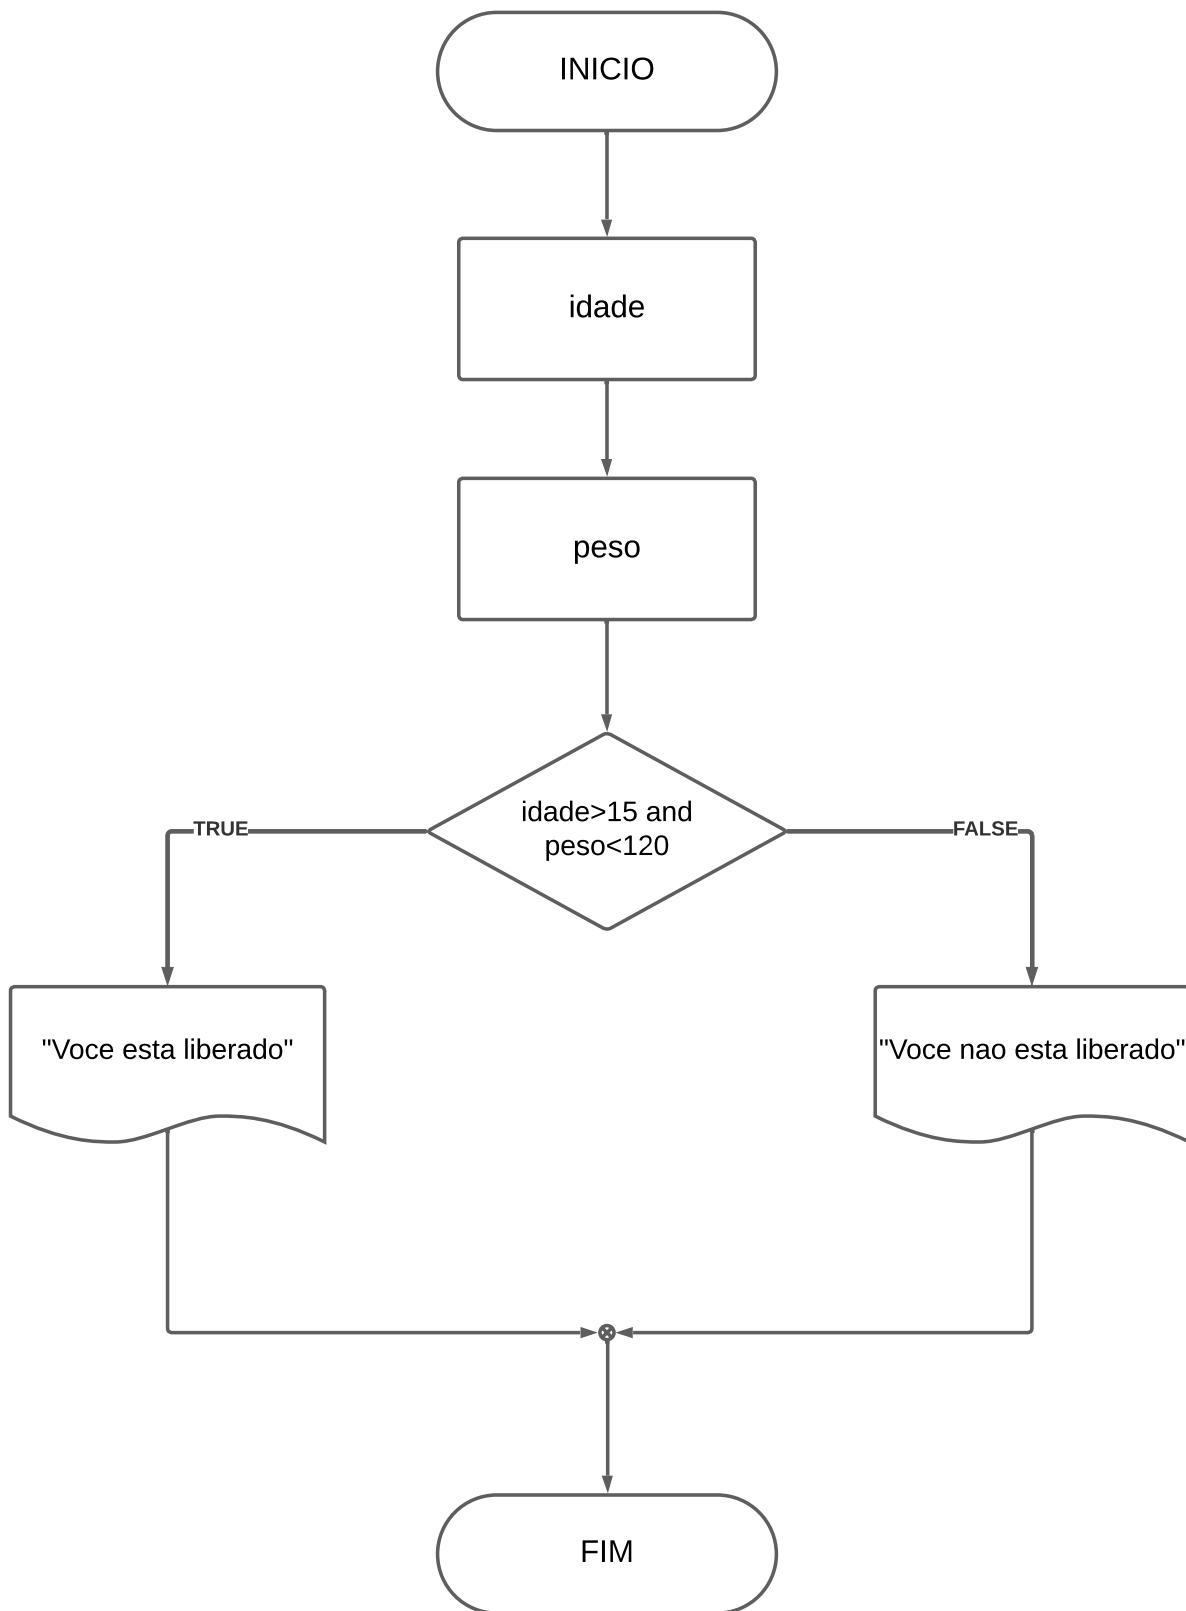 INICIO
idade
peso
idade>15 and
peso<120
TRUE
FALSE
"Voce esta liberado"
"Voce nao esta liberado"
FIM